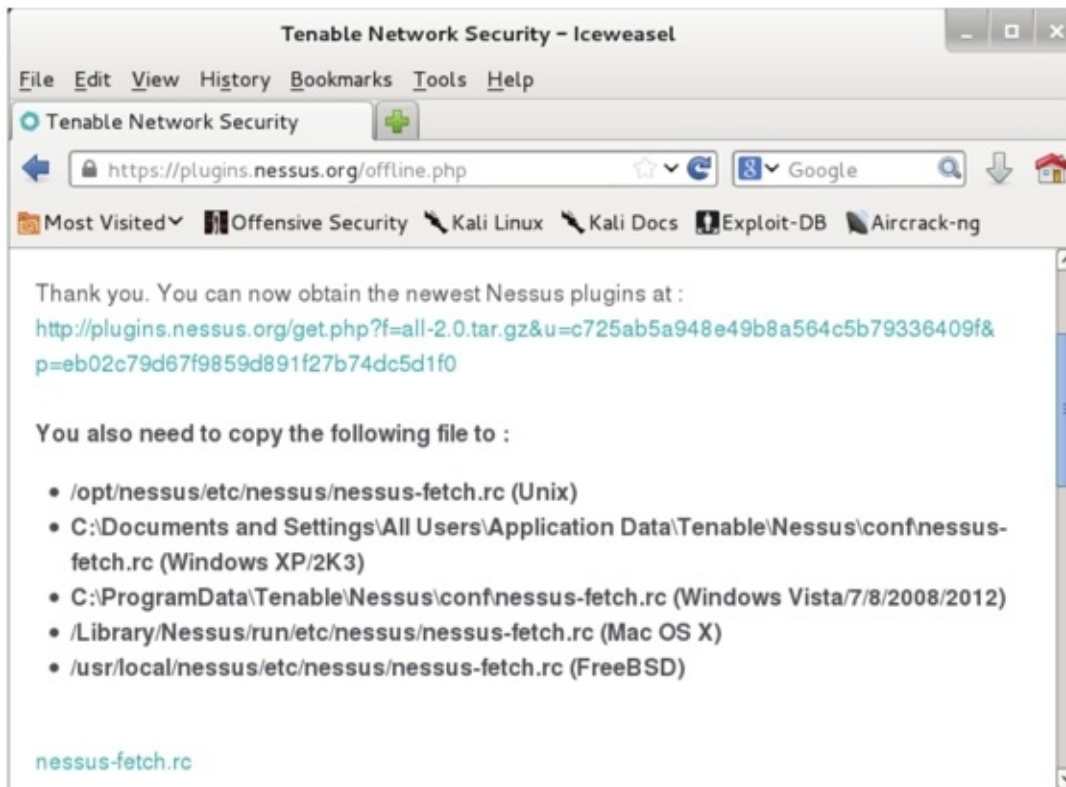 Tenable Network Security – Iceweasel
File Edit View History Bookmarks Tools Help
Tenable Network Security
https://plugins.nessus.org/offline.php
Google
Most Visited
Offensive Security
Kali Linux
Kali Docs
Exploit-DB
Aircrack-ng
Thank you. You can now obtain the newest Nessus plugins at :
http://plugins.nessus.org/get.php?f=all-2.0.tar.gz&u=c725ab5a948e49b8a564c5b79336409f&
p=eb02c79d67f9859d891f27b74dc5d1f0
You also need to copy the following file to :
• /opt/nessus/etc/nessus/nessus-fetch.rc (Unix)
• C:\Documents and Settings\All Users\Application Data\Tenable\Nessus\conf\nessus-
fetch.rc (Windows XP/2K3)
• C:\ProgramData\Tenable\Nessus\conf\nessus-fetch.rc (Windows Vista/7/8/2008/2012)
• /Library/Nessus/run/etc/nessus/nessus-fetch.rc (Mac OS X)
• /usr/local/nessus/etc/nessus/nessus-fetch.rc (FreeBSD)
nessus-fetch.rc